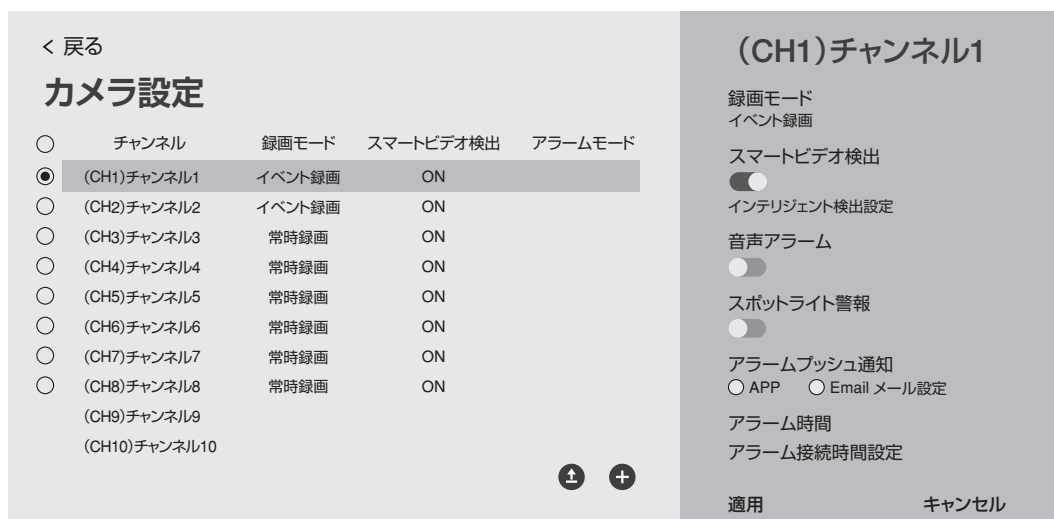 < 戻る
カメラ設定
チャンネル 録画モード スマートビデオ検出 アラームモード
(CH1)チャンネル1 イベント録画 ON
(CH2)チャンネル2 イベント録画 ON
(CH3)チャンネル3 常時録画 ON
(CH4)チャンネル4 常時録画 ON
(CH5)チャンネル5 常時録画 ON
(CH6)チャンネル6 常時録画 ON
(CH7)チャンネル7 常時録画 ON
(CH8)チャンネル8 常時録画 ON
(CH9)チャンネル9
(CH10)チャンネル10
（CH1）チャンネル1
録画モード
イベント録画
スマートビデオ検出
インテリジェント検出設定
音声アラーム
スポットライト警報
アラームプッシュ通知
APP Email メール設定
アラーム時間
アラーム接続時間設定
適用 キャンセル